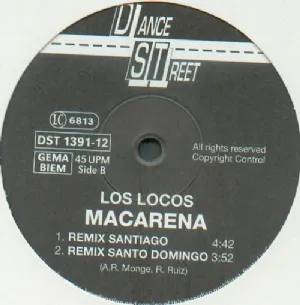 DANCE
STREET
LC 6813
DST 1391-12
GEMA
BIEM
45 UPM
Side B
All rights reserved
Copyright Control
LOS LOCOS
MACARENA
1. REMIX SANTIAGO 4:42
2. REMIX SANTO DOMINGO 3:52
(A.R. Monge, R. Ruiz)